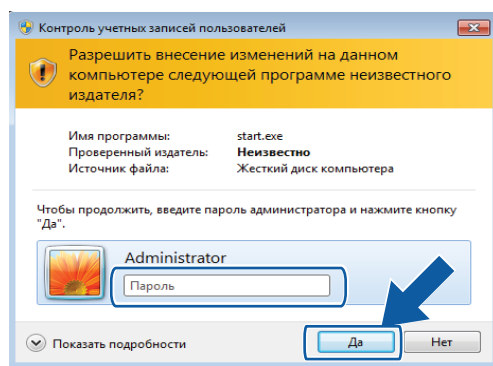 Контроль учетных записей пользователей
Разрешить внесение изменений на данном
компьютере следующей программе неизвестного
издателя?
Имя программы: start.exe
Проверенный издатель: Неизвестно
Источник файла: Жесткий диск компьютера
Чтобы продолжить, введите пароль администратора и нажмите кнопку
"Да".
Administrator
Пароль
Показать подробности Да Нет